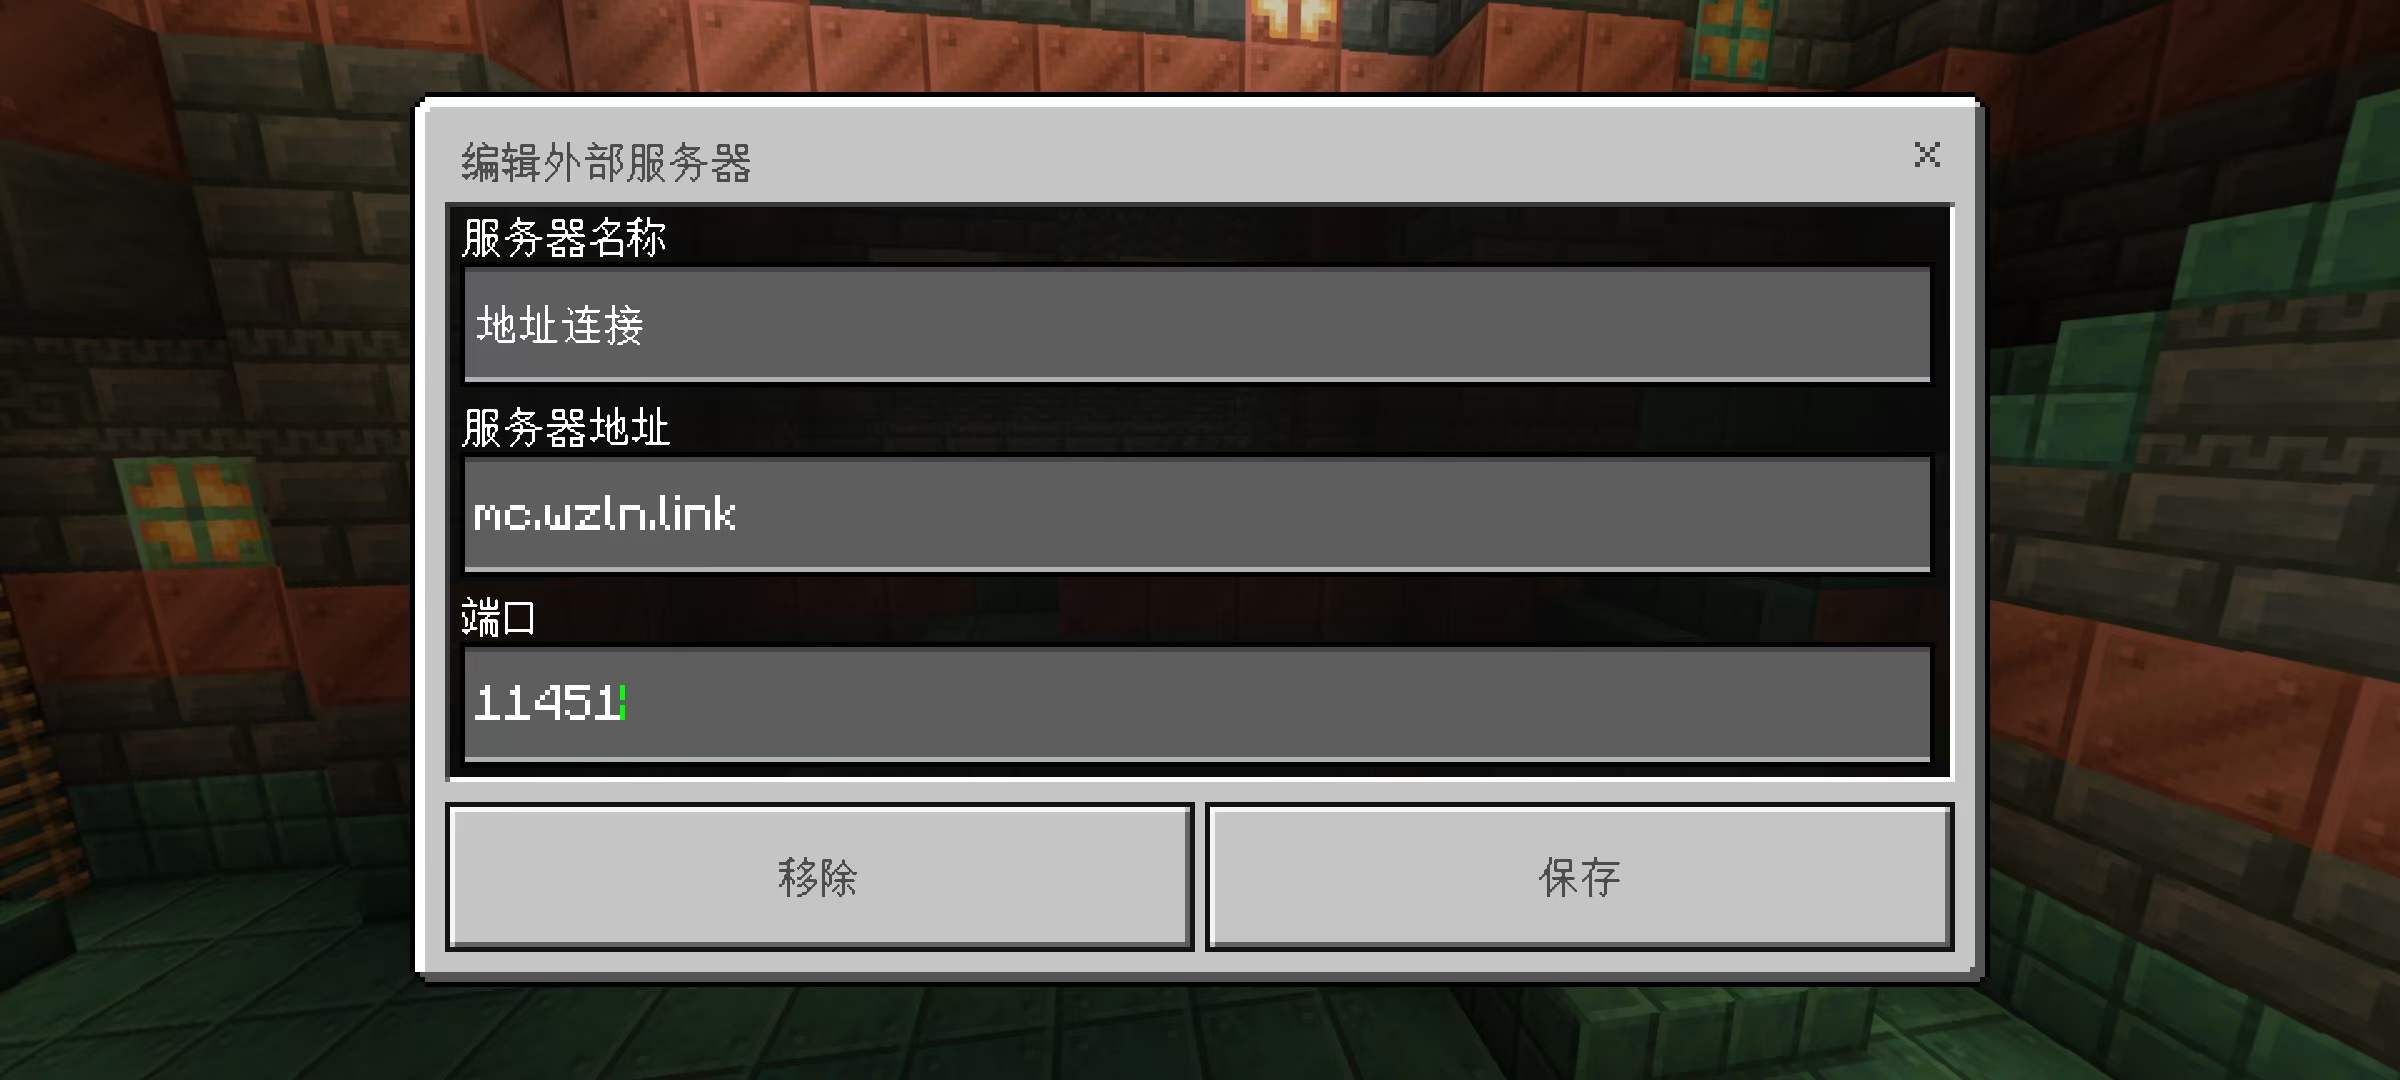 编辑外部服务器
服务器名称
地址连接
服务器地址
mc.wzln.link
端口
11451
移除
保存